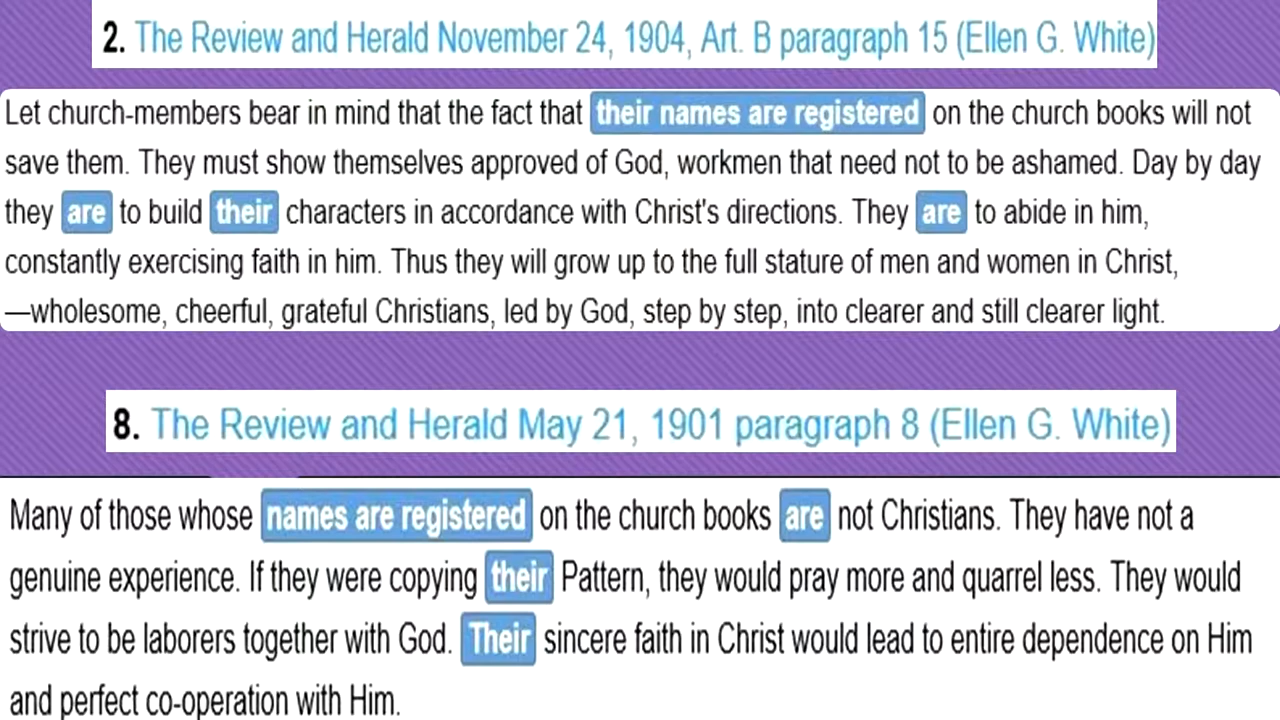 2. The Review and Herald November 24, 1904, Art. B paragraph 15 (Ellen G. White)
Let church-members bear in mind that the fact that their names are registered on the church books will not
save them. They must show themselves approved of God, workmen that need not to be ashamed. Day by day
they are to build their characters in accordance with Christ's directions. They are to abide in him,
constantly exercising faith in him. Thus they will grow up to the full stature of men and women in Christ,
—wholesome, cheerful, grateful Christians, led by God, step by step, into clearer and still clearer light.
8. The Review and Herald May 21, 1901 paragraph 8 (Ellen G. White)
Many of those whose names are registered on the church books are not Christians. They have not a
genuine experience. If they were copying their Pattern, they would pray more and quarrel less. They would
strive to be laborers together with God. Their sincere faith in Christ would lead to entire dependence on Him
and perfect co-operation with Him.